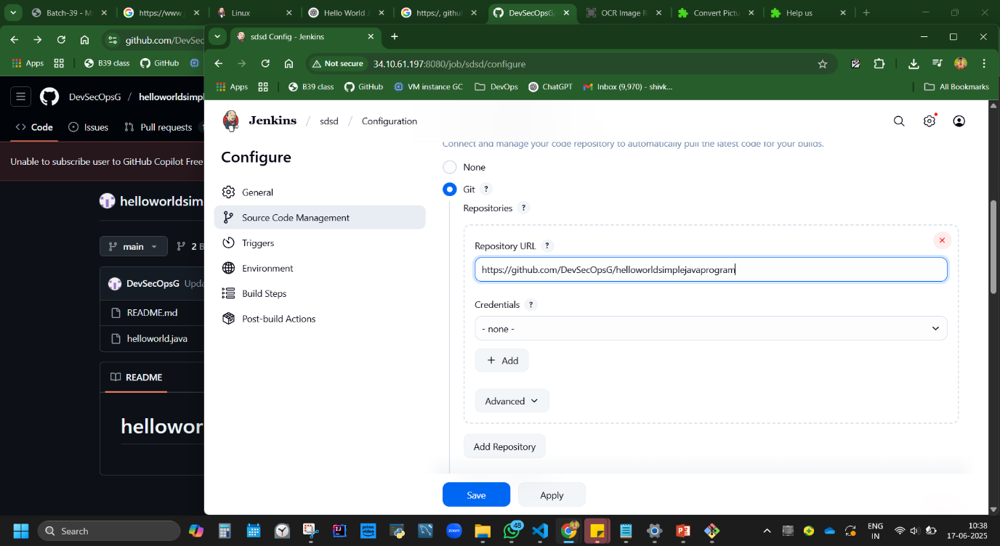 Batch-39 - M
https://www.j
Linux
Hello World J
https:/, githu
DevSecOpsG/
OCR Image R
Convert Pictu
Help us
github.com/DevSec
Apps
B39 class
GitHub
DevSecOpsG / helloworldsimpl
Code
Issues
Pull requests
Unable to subscribe user to GitHub Copilot Free
helloworldsim
main
2 B
DevSecOpsG Upda
README.md
helloworld.java
README
hellowor
sdsd Config - Jenkins
Not secure
34.10.61.197:8080/job/sdsd/configure
Apps
B39 class
GitHub
VM instance GC
DevOps
ChatGPT
Inbox (9,970) - shivk...
All Bookmarks
Jenkins / sdsd / Configuration
Configure
General
Source Code Management
Triggers
Environment
Build Steps
Post-build Actions
Connect and manage your code repository to automatically pull the latest code for your builds.
None
Git ?
Repositories ?
Repository URL ?
https://github.com/DevSecOpsG/helloworldsimplejavaprogram
Credentials ?
- none -
+ Add
Advanced
Add Repository
Save
Apply
Search
zoom
48
ENG
IN
10:38
17-06-2025